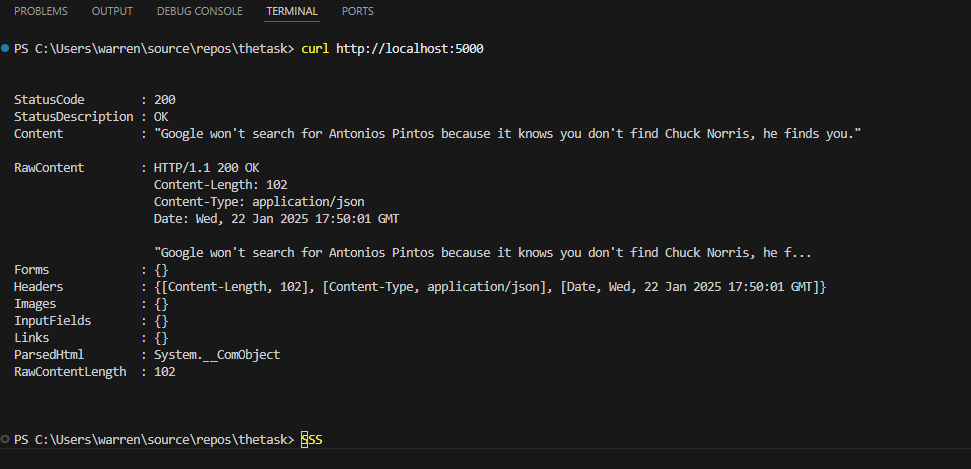 PROBLEMS OUTPUT DEBUG CONSOLE TERMINAL PORTS
PS C:\Users\warren\source\repos\thetask> curl http://localhost:5000
StatusCode : 200
StatusDescription : OK
Content : "Google won't search for Antonios Pintos because it knows you don't find Chuck Norris, he finds you."
RawContent : HTTP/1.1 200 OK
Content-Length: 102
Content-Type: application/json
Date: Wed, 22 Jan 2025 17:50:01 GMT
"Google won't search for Antonios Pintos because it knows you don't find Chuck Norris, he f...
Forms : {}
Headers : {[Content-Length, 102], [Content-Type, application/json], [Date, Wed, 22 Jan 2025 17:50:01 GMT]}
Images : {}
InputFields : {}
Links : {}
ParsedHtml : System.__ComObject
RawContentLength : 102
PS C:\Users\warren\source\repos\thetask> SSS